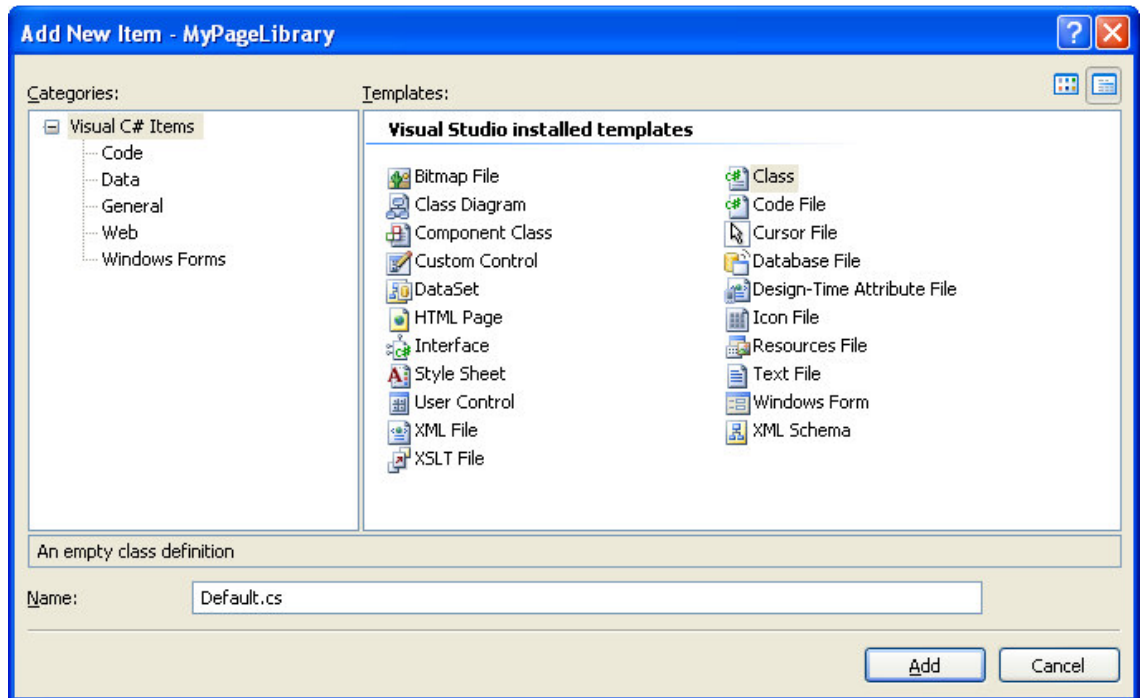 Add New Item - MyPageLibrary
Categories:
Templates:
Visual C# Items
Code
Data
General
Web
Windows Forms
Visual Studio installed templates
Bitmap File
Class Diagram
Component Class
Custom Control
DataSet
HTML Page
Interface
Style Sheet
User Control
XML File
XSLT File
Class
Code File
Cursor File
Database File
Design-Time Attribute File
Icon File
Resources File
Text File
Windows Form
XML Schema
An empty class definition
Name:
Default.cs
Add
Cancel